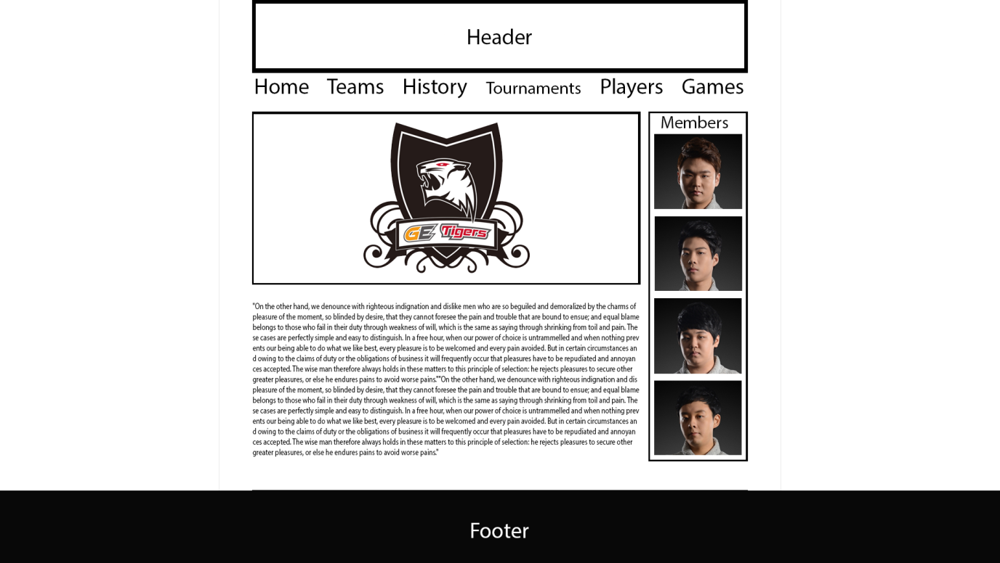 Header
Home Teams History Tournaments Players Games
GE Tigers
Members
"On the other hand, we denounce with righteous indignation and dislike men who are so beguiled and demoralized by the charms of
pleasure of the moment, so blinded by desire, that they cannot foresee the pain and trouble that are bound to ensue; and equal blame
belongs to those who fail in their duty through weakness of will, which is the same as saying through shrinking from toil and pain. The
se cases are perfectly simple and easy to distinguish. In a free hour, when our power of choice is untrammelled and when nothing prev
ents our being able to do what we like best, every pleasure is to be welcomed and every pain avoided. But in certain circumstances an
d owing to the claims of duty or the obligations of business it will frequently occur that pleasures have to be repudiated and annoyan
ces accepted. The wise man therefore always holds in these matters to this principle of selection: he rejects pleasures to secure other
greater pleasures, or else he endures pains to avoid worse pains.""On the other hand, we denounce with righteous indignation and dis
pleasure of the moment, so blinded by desire, that they cannot foresee the pain and trouble that are bound to ensue; and equal blame
belongs to those who fail in their duty through weakness of will, which is the same as saying through shrinking from toil and pain. The
se cases are perfectly simple and easy to distinguish. In a free hour, when our power of choice is untrammelled and when nothing prev
ents our being able to do what we like best, every pleasure is to be welcomed and every pain avoided. But in certain circumstances an
d owing to the claims of duty or the obligations of business it will frequently occur that pleasures have to be repudiated and annoyan
ces accepted. The wise man therefore always holds in these matters to this principle of selection: he rejects pleasures to secure other
greater pleasures, or else he endures pains to avoid worse pains."
Footer